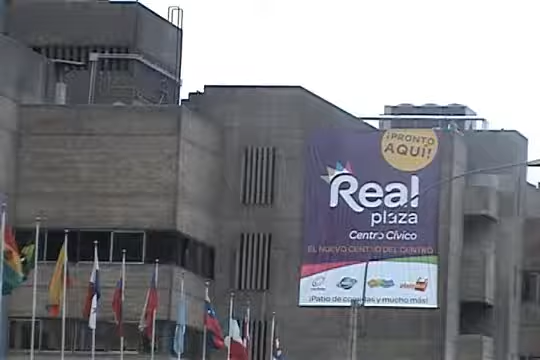 ¡PRONTO
AQUÍ!
Real
plaza
Centro Cívico
EL NUEVO CENTRO DEL CENTRO
¡Patio de comidas y mucho más!